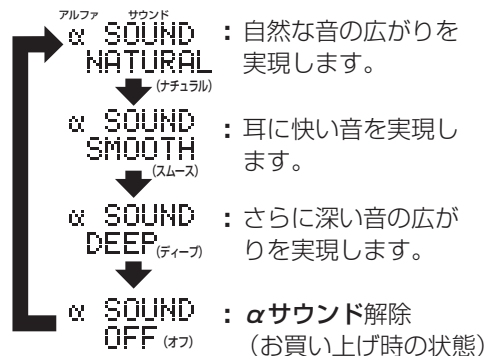 アルファ サウンド
α SOUND : 自然な音の広がりを
NATURAL 実現します。
(ナチュラル)
α SOUND : 耳に快い音を実現し
SMOOTH ます。
(スムース)
α SOUND : さらに深い音の広が
DEEP (ディープ) りを実現します。
α SOUND : αサウンド解除
OFF (オフ) (お買い上げ時の状態)